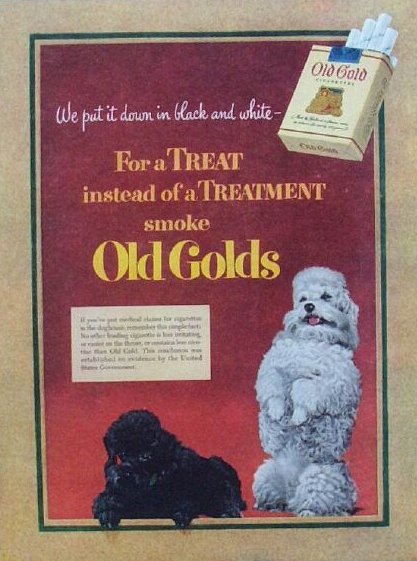 Old Gold
CIGARETTES
We put it down in black and white-
For a TREAT
instead of a TREATMENT
smoke
Old Golds
If you've put medical claims for cigarettes
in the doghouse, remember this simple fact:
No other leading cigarette is less irritating,
or easier on the throat, or contains less nico-
tine than Old Gold. This conclusion was
established on evidence by the United
States Government.